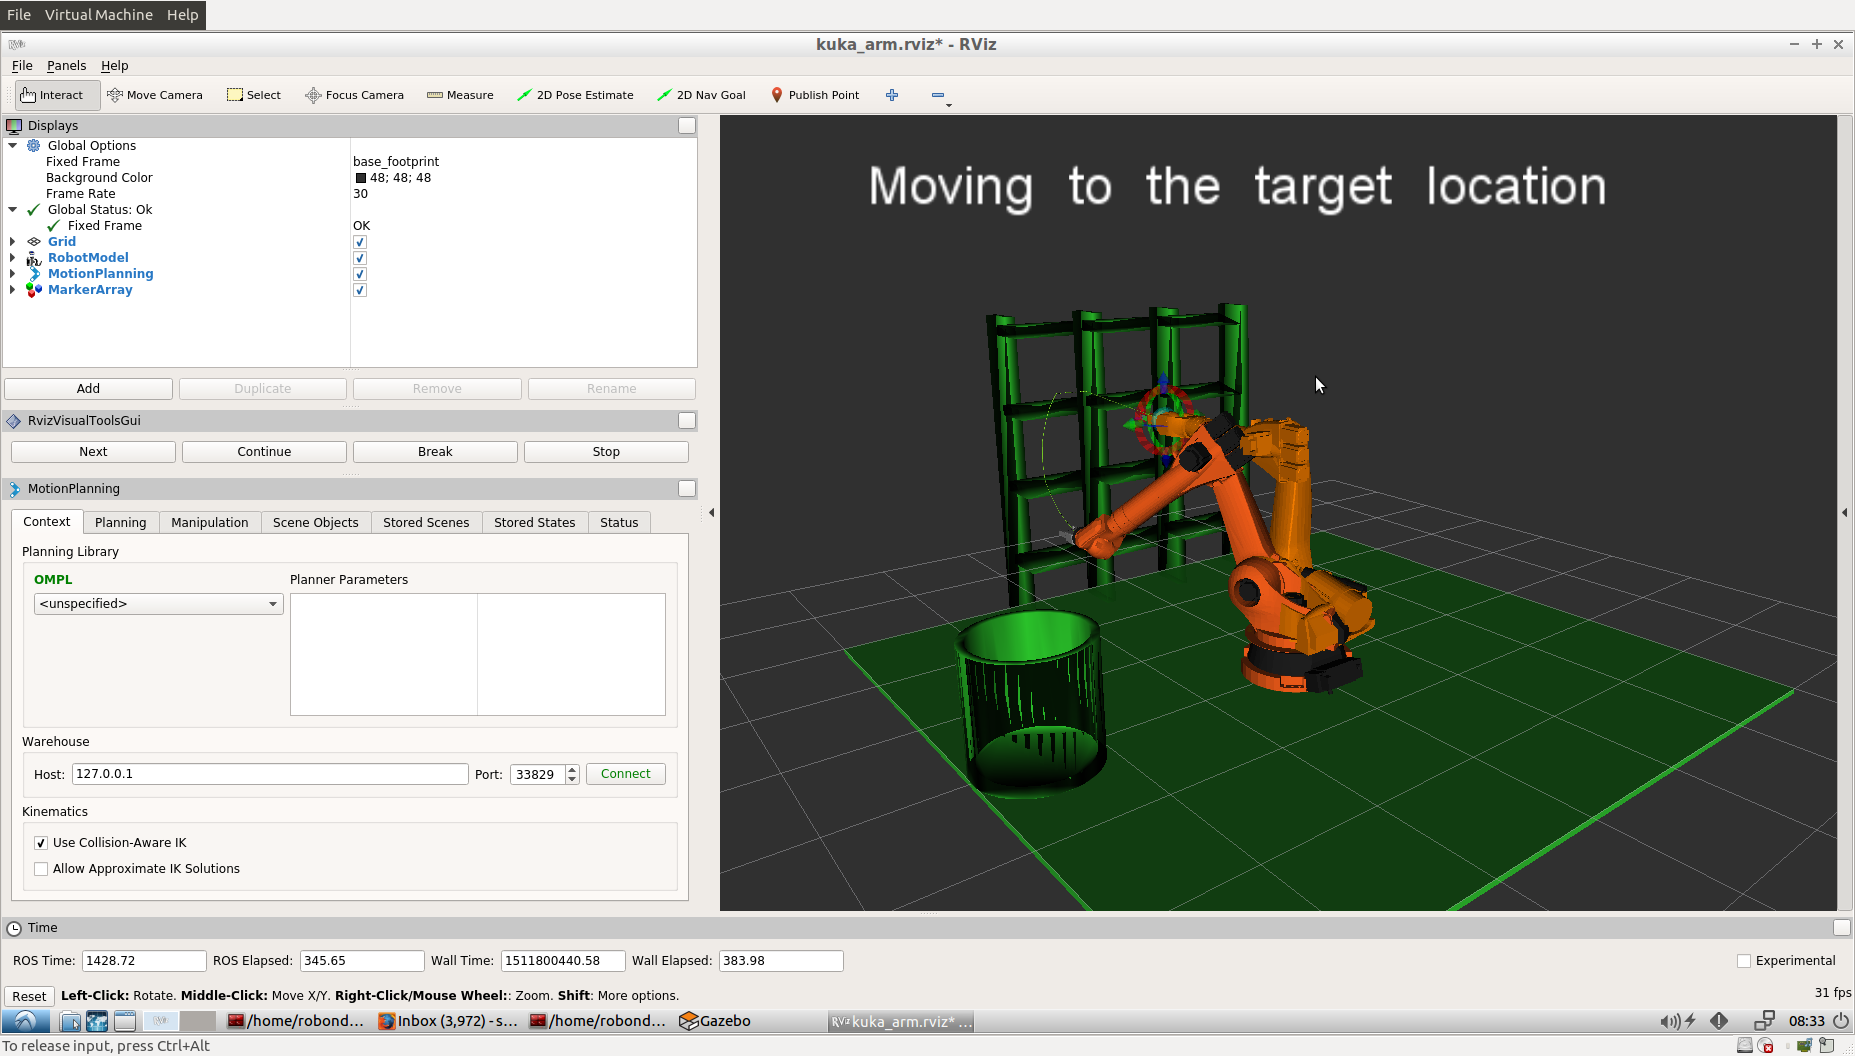 File Virtual Machine Help
RViz kuka_arm.rviz* - RViz
File Panels Help
Interact Move Camera Select Focus Camera Measure 2D Pose Estimate 2D Nav Goal Publish Point
Displays
Global Options
Fixed Frame base_footprint
Background Color 48; 48; 48
Frame Rate 30
Global Status: Ok
Fixed Frame OK
Grid
RobotModel
MotionPlanning
MarkerArray
Add Duplicate Remove Rename
RvizVisualToolsGui
Next Continue Break Stop
MotionPlanning
Context Planning Manipulation Scene Objects Stored Scenes Stored States Status
Planning Library
OMPL Planner Parameters
<unspecified>
Warehouse
Host: 127.0.0.1 Port: 33829 Connect
Kinematics
Use Collision-Aware IK
Allow Approximate IK Solutions
Moving to the target location
Time
ROS Time: 1428.72 ROS Elapsed: 345.65 Wall Time: 1511800440.58 Wall Elapsed: 383.98 Experimental
Reset Left-Click: Rotate. Middle-Click: Move X/Y. Right-Click/Mouse Wheel:: Zoom. Shift: More options. 31 fps
RViz /home/robond... Inbox (3,972) - s... /home/robond... Gazebo RViz kuka_arm.rviz* ... 08:33
To release input, press Ctrl+Alt